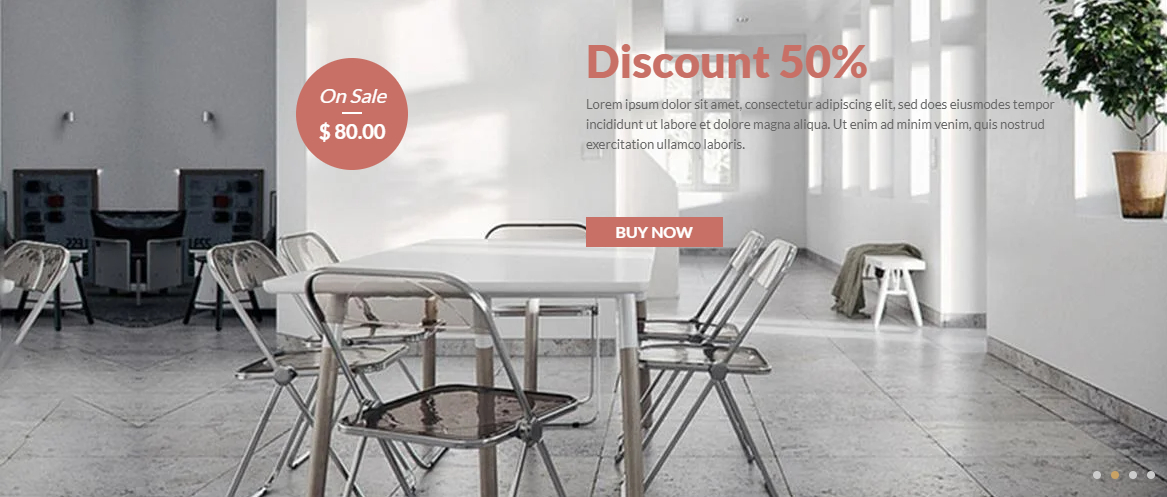 On Sale
$ 80.00
Discount 50%
Lorem ipsum dolor sit amet, consectetur adipiscing elit, sed does eiusmodes tempor
incididunt ut labore et dolore magna aliqua. Ut enim ad minim venim, quis nostrud
exercitation ullamco laboris.
BUY NOW
LESS